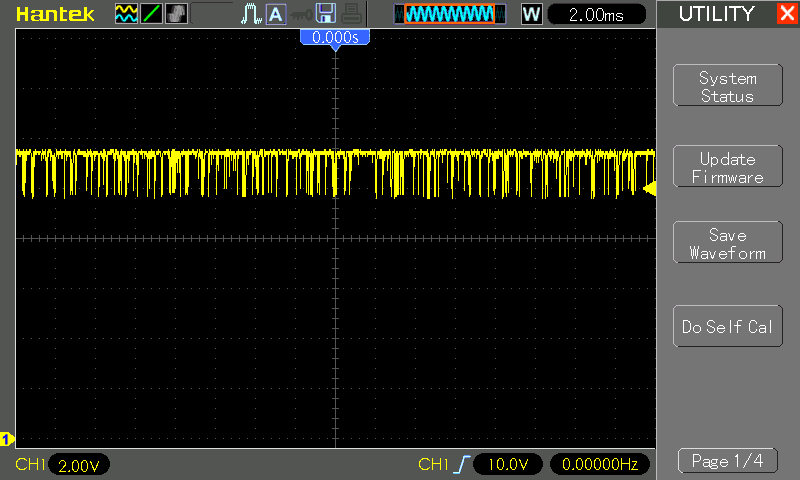 Hantek
A
W
2.00ms
UTILITY
X
0.000s
System
Status
Update
Firmware
Save
Waveform
Do Self Cal
1
CH1 2.00V
CH1 10.0V 0.00000Hz
Page 1/4